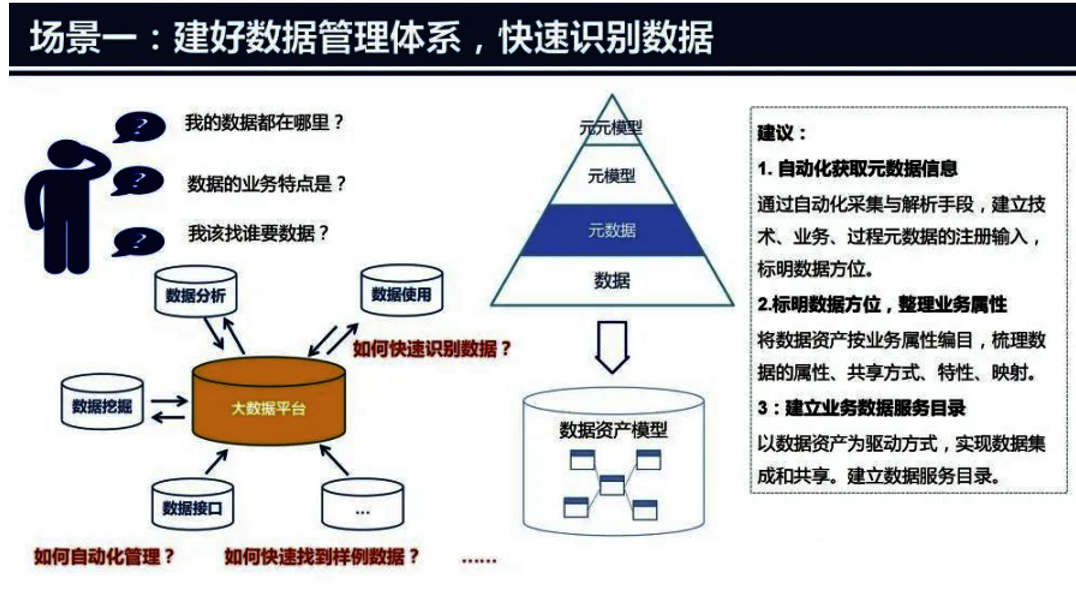 场景一：建好数据管理体系，快速识别数据
?
我的数据都在哪里？
?
数据的业务特点是？
?
我该找谁要数据？
数据分析
数据使用
如何快速识别数据？
数据挖掘
大数据平台
数据接口
...
如何自动化管理？
如何快速找到样例数据？
……
元元模型
元模型
元数据
数据
数据资产模型
建议：
1. 自动化获取元数据信息
通过自动化采集与解析手段，建立技
术、业务、过程元数据的注册输入，
标明数据方位。
2.标明数据方位，整理业务属性
将数据资产按业务属性编目，梳理数
据的属性、共享方式、特性、映射。
3：建立业务数据服务目录
以数据资产为驱动方式，实现数据集
成和共享。建立数据服务目录。